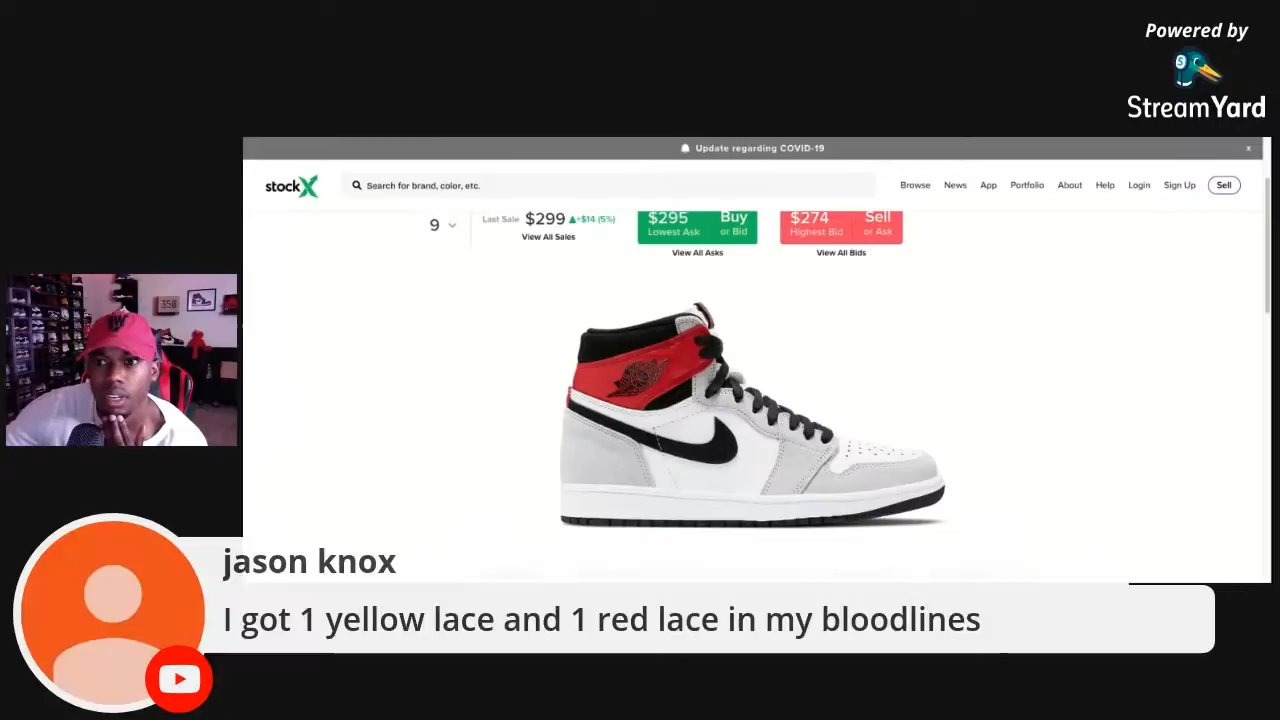 Powered by
StreamYard
Update regarding COVID-19 x
stockX
Search for brand, color, etc.
Browse News App Portfolio About Help Login Sign Up Sell
9
Last Sale $299 ▲+$14 (5%)
View All Sales
$295 Buy
Lowest Ask or Bid
View All Asks
$274 Sell
Highest Bid or Ask
View All Bids
350
jason knox
I got 1 yellow lace and 1 red lace in my bloodlines